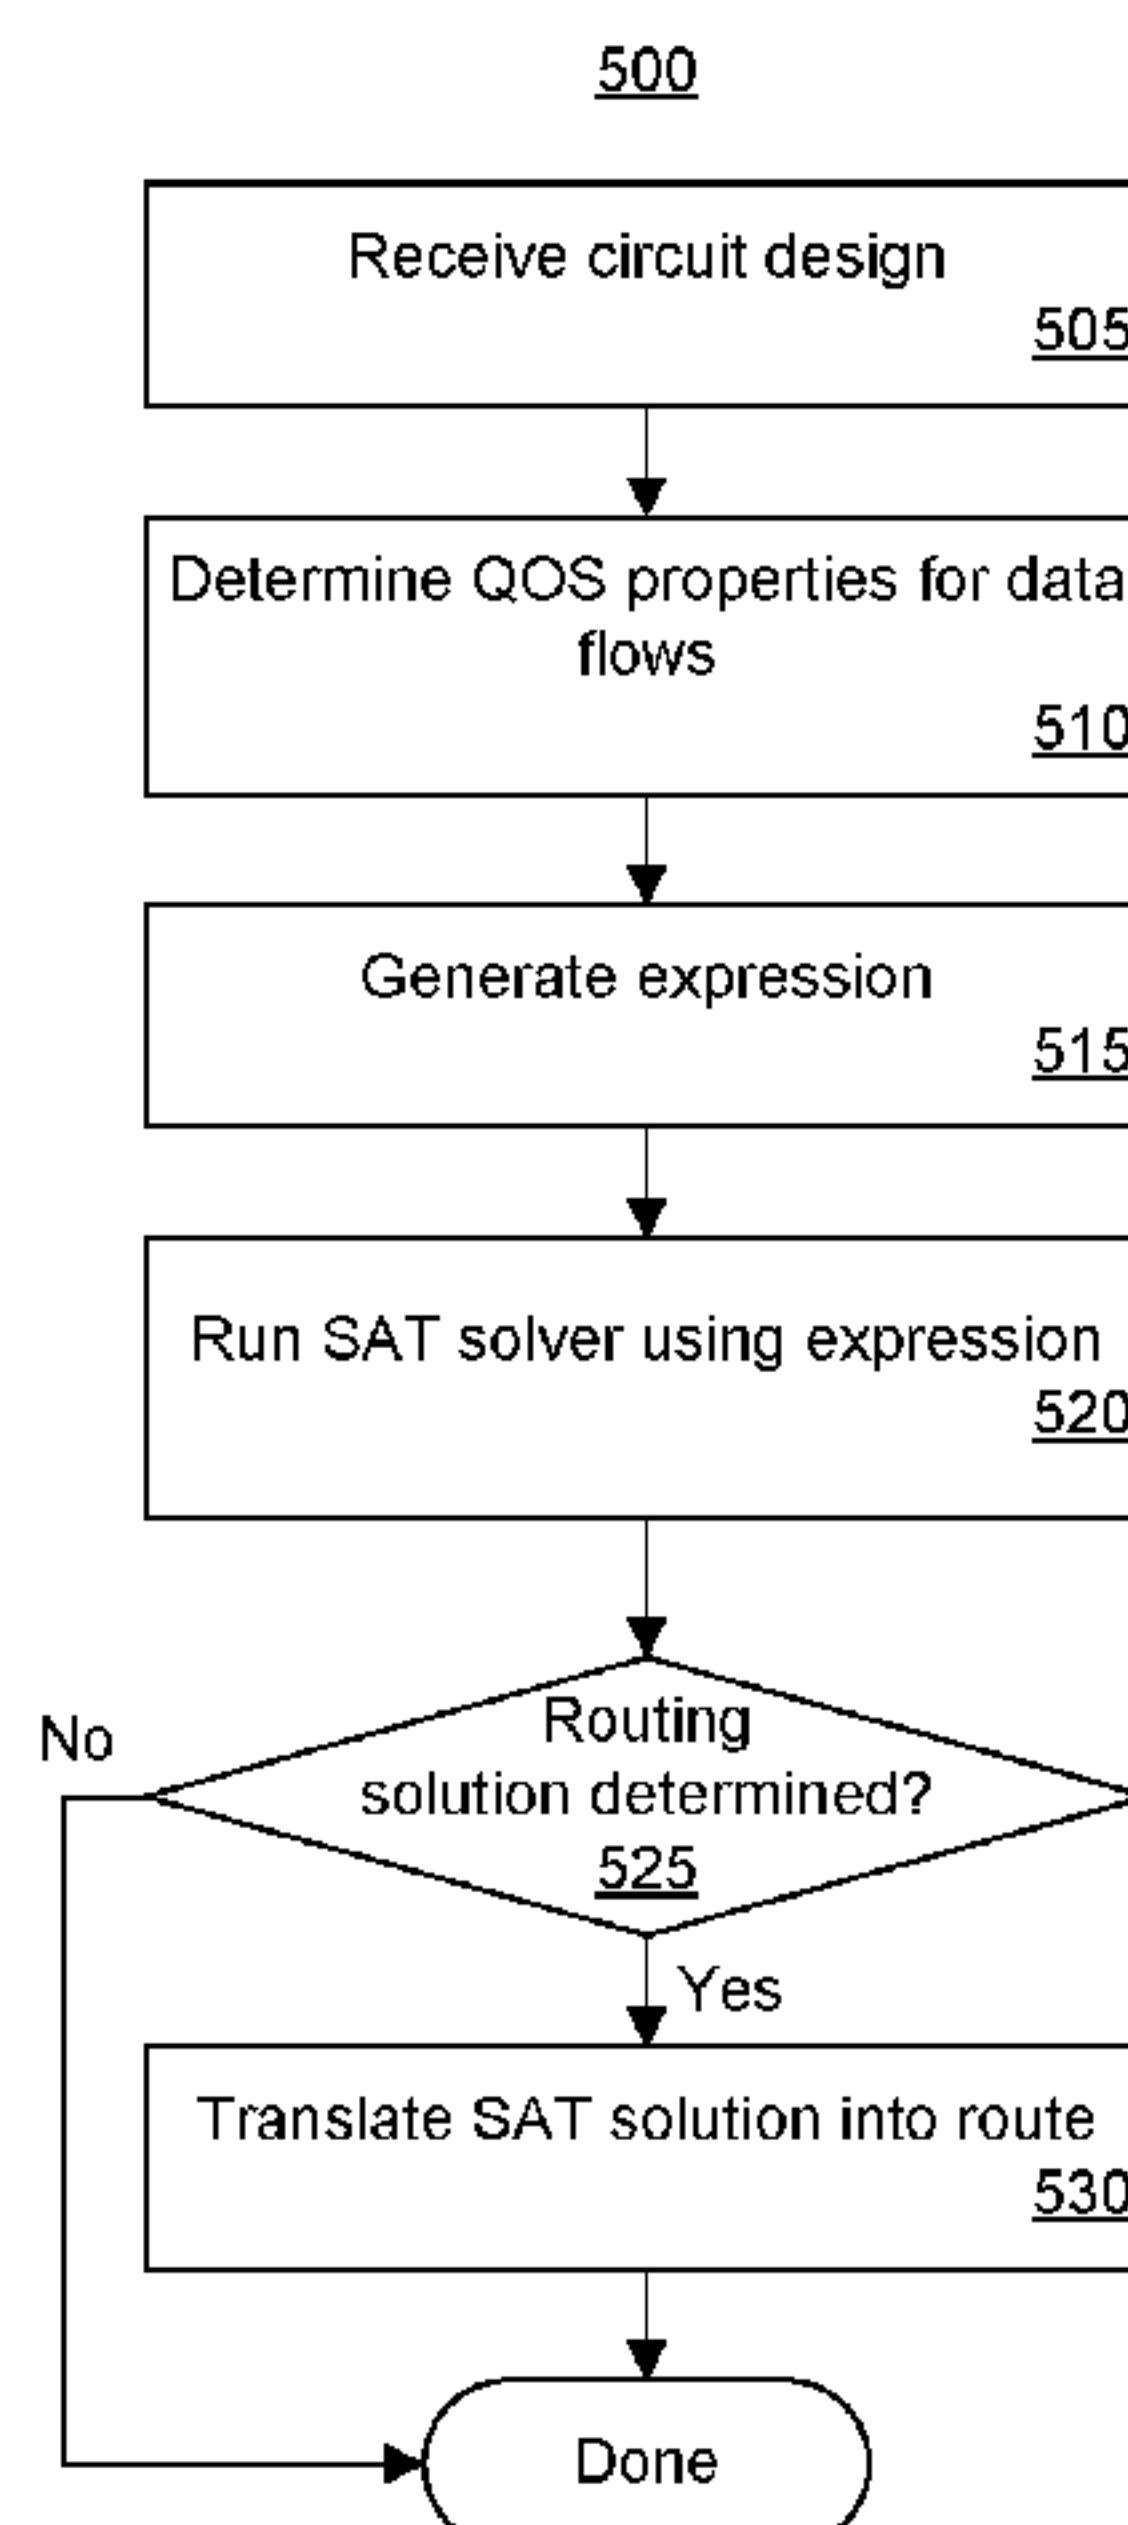 500
Receive circuit design
505
Determine QOS properties for data
flows
510
Generate expression
515
Run SAT solver using expression
520
No
Routing
solution determined?
525
Yes
Translate SAT solution into route
530
Done